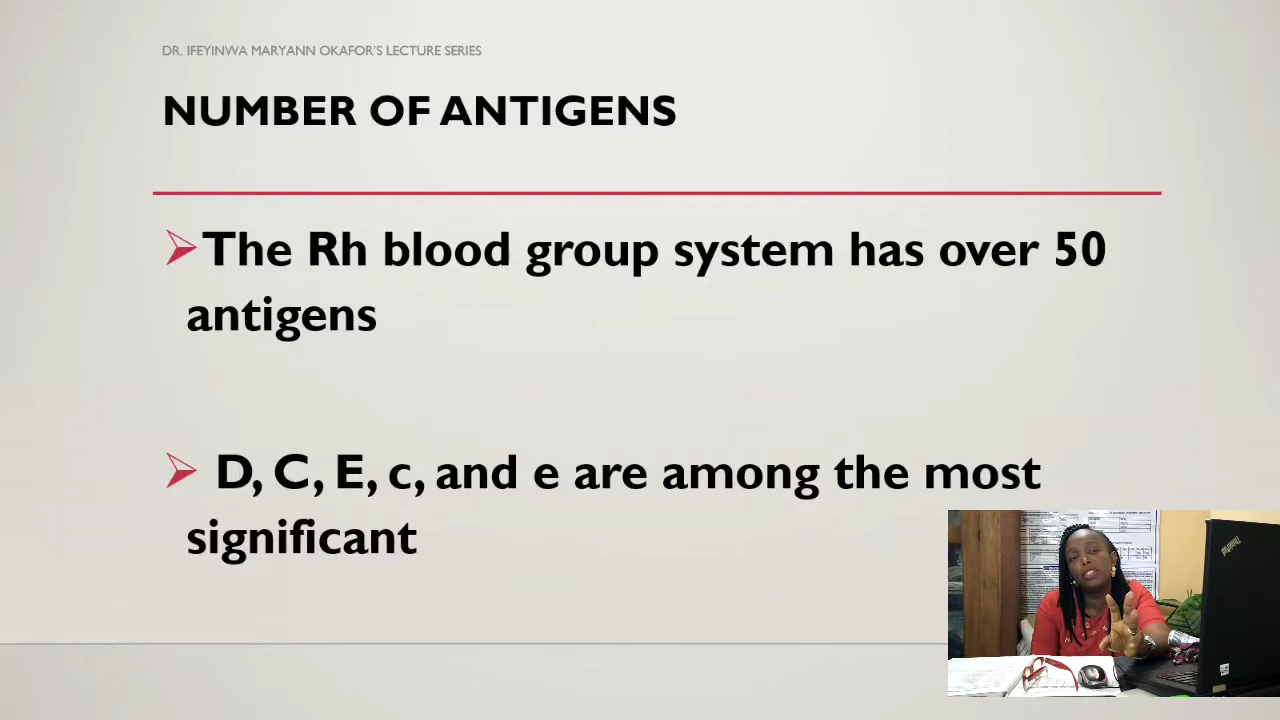 DR. IFEYINWA MARYANN OKAFOR'S LECTURE SERIES
NUMBER OF ANTIGENS
The Rh blood group system has over 50
antigens
D, C, E, c, and e are among the most
significant